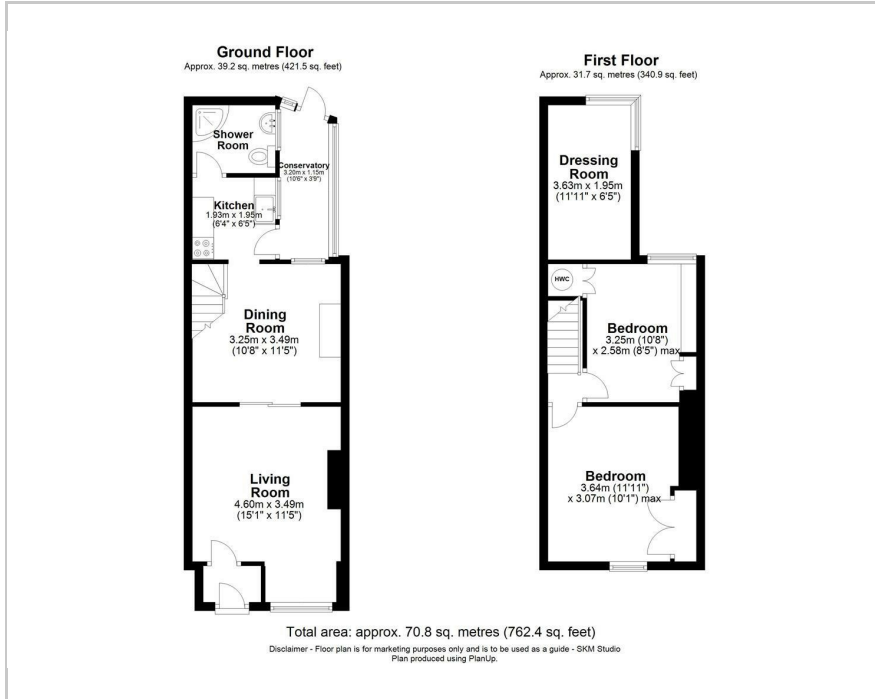 Ground Floor
Approx. 39.2 sq. metres (421.5 sq. feet)
Shower
Room
Conservatory
3.20m x 1.15m
(10'6" x 3'9")
Kitchen
1.93m x 1.95m
(6'4" x 6'5")
Dining
Room
3.25m x 3.49m
(10'8" x 11'5")
Living
Room
4.60m x 3.49m
(15'1" x 11'5")
First Floor
Approx. 31.7 sq. metres (340.9 sq. feet)
Dressing
Room
3.63m x 1.95m
(11'11" x 6'5")
HWC
Bedroom
3.25m (10'8")
x 2.58m (8'5") max
Bedroom
3.64m (11'11")
x 3.07m (10'1") max
Total area: approx. 70.8 sq. metres (762.4 sq. feet)
Disclaimer - Floor plan is for marketing purposes only and is to be used as a guide - SKM Studio
Plan produced using PlanUp.